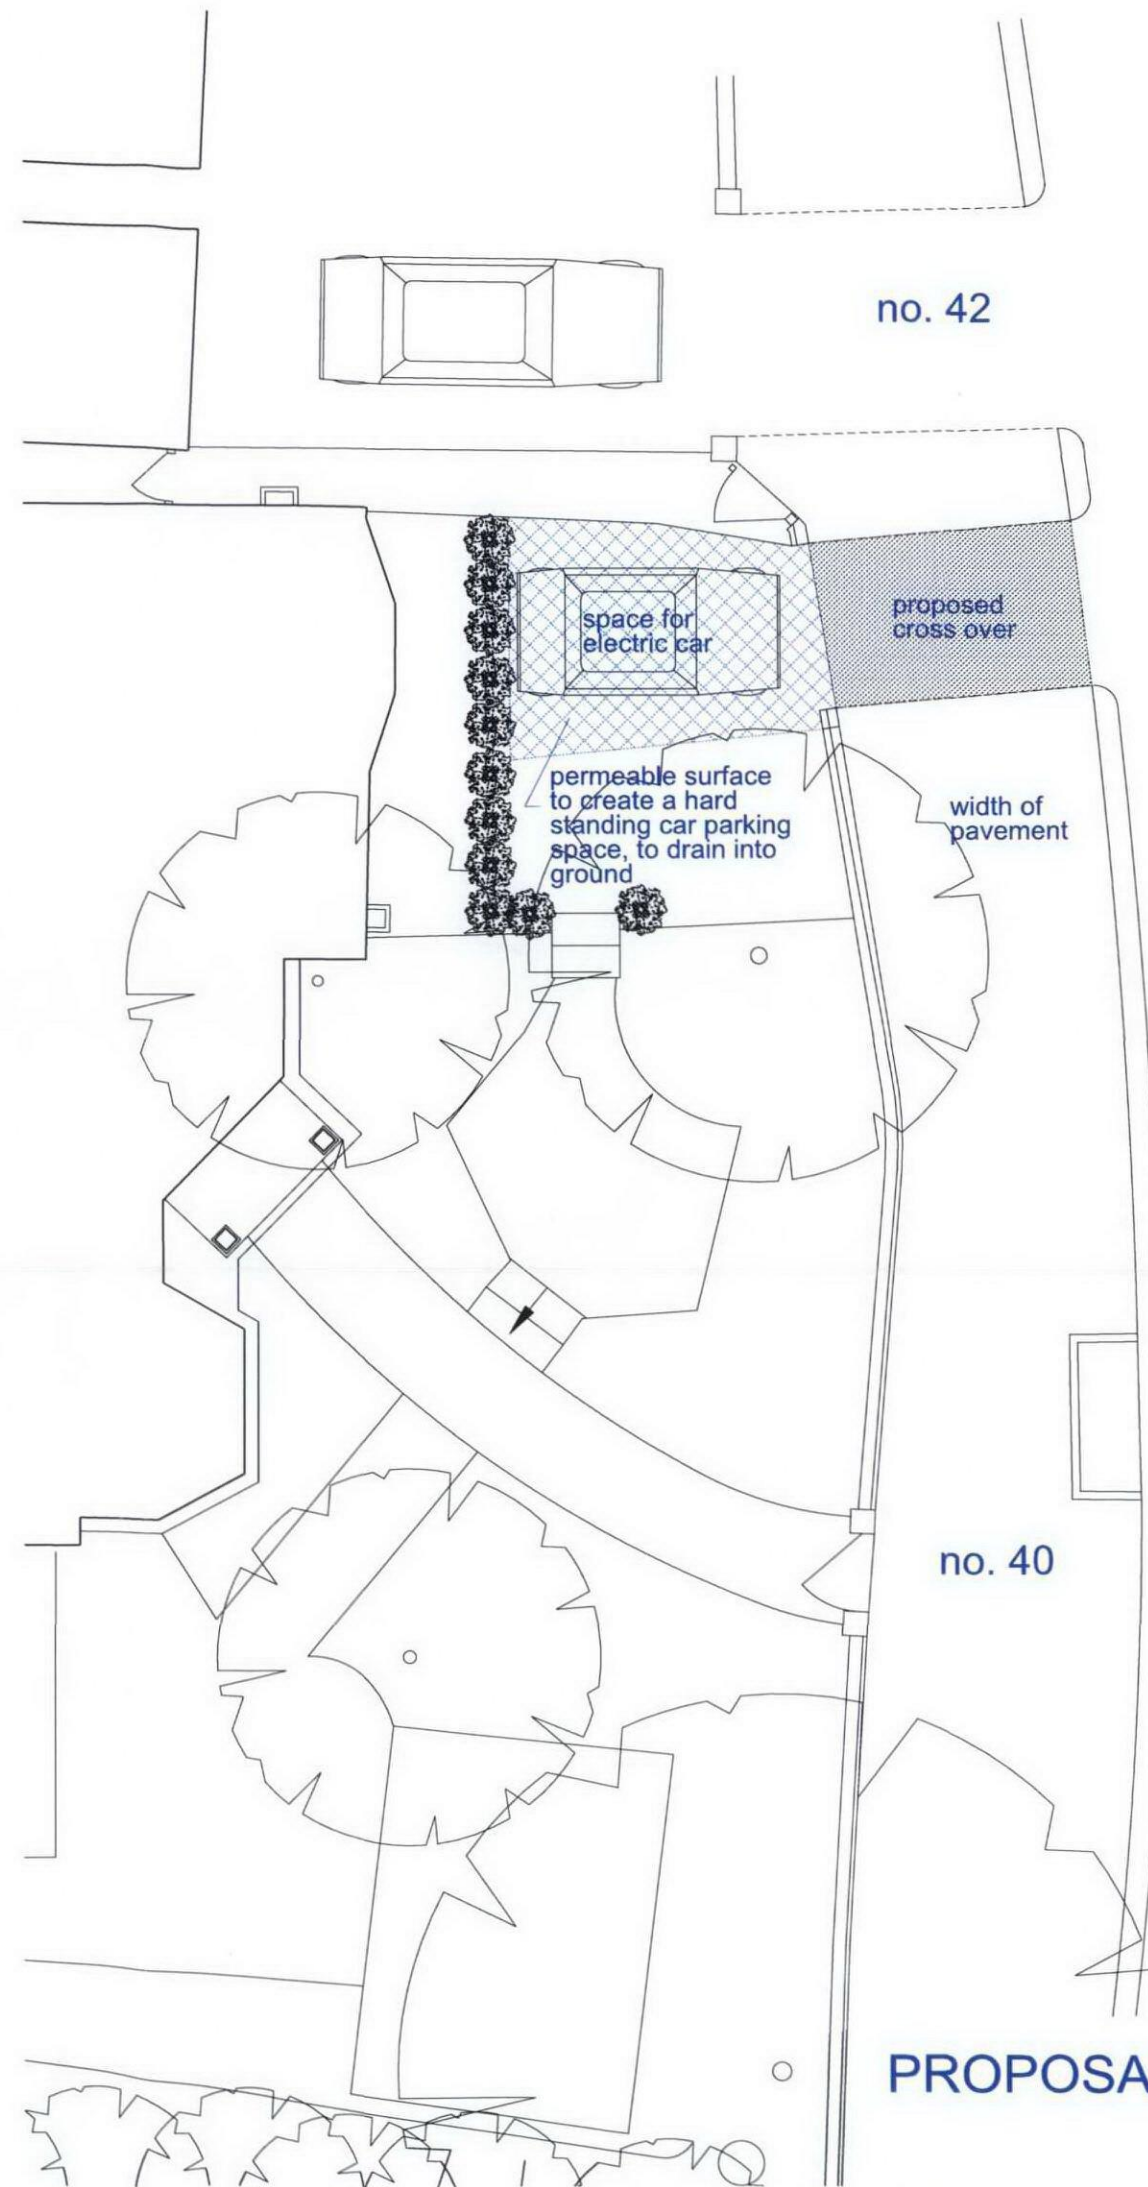 no. 42
space for
electric car
proposed
cross over
permeable surface
to create a hard
standing car parking
space, to drain into
ground
width of
pavement
no. 40
PROPOSA